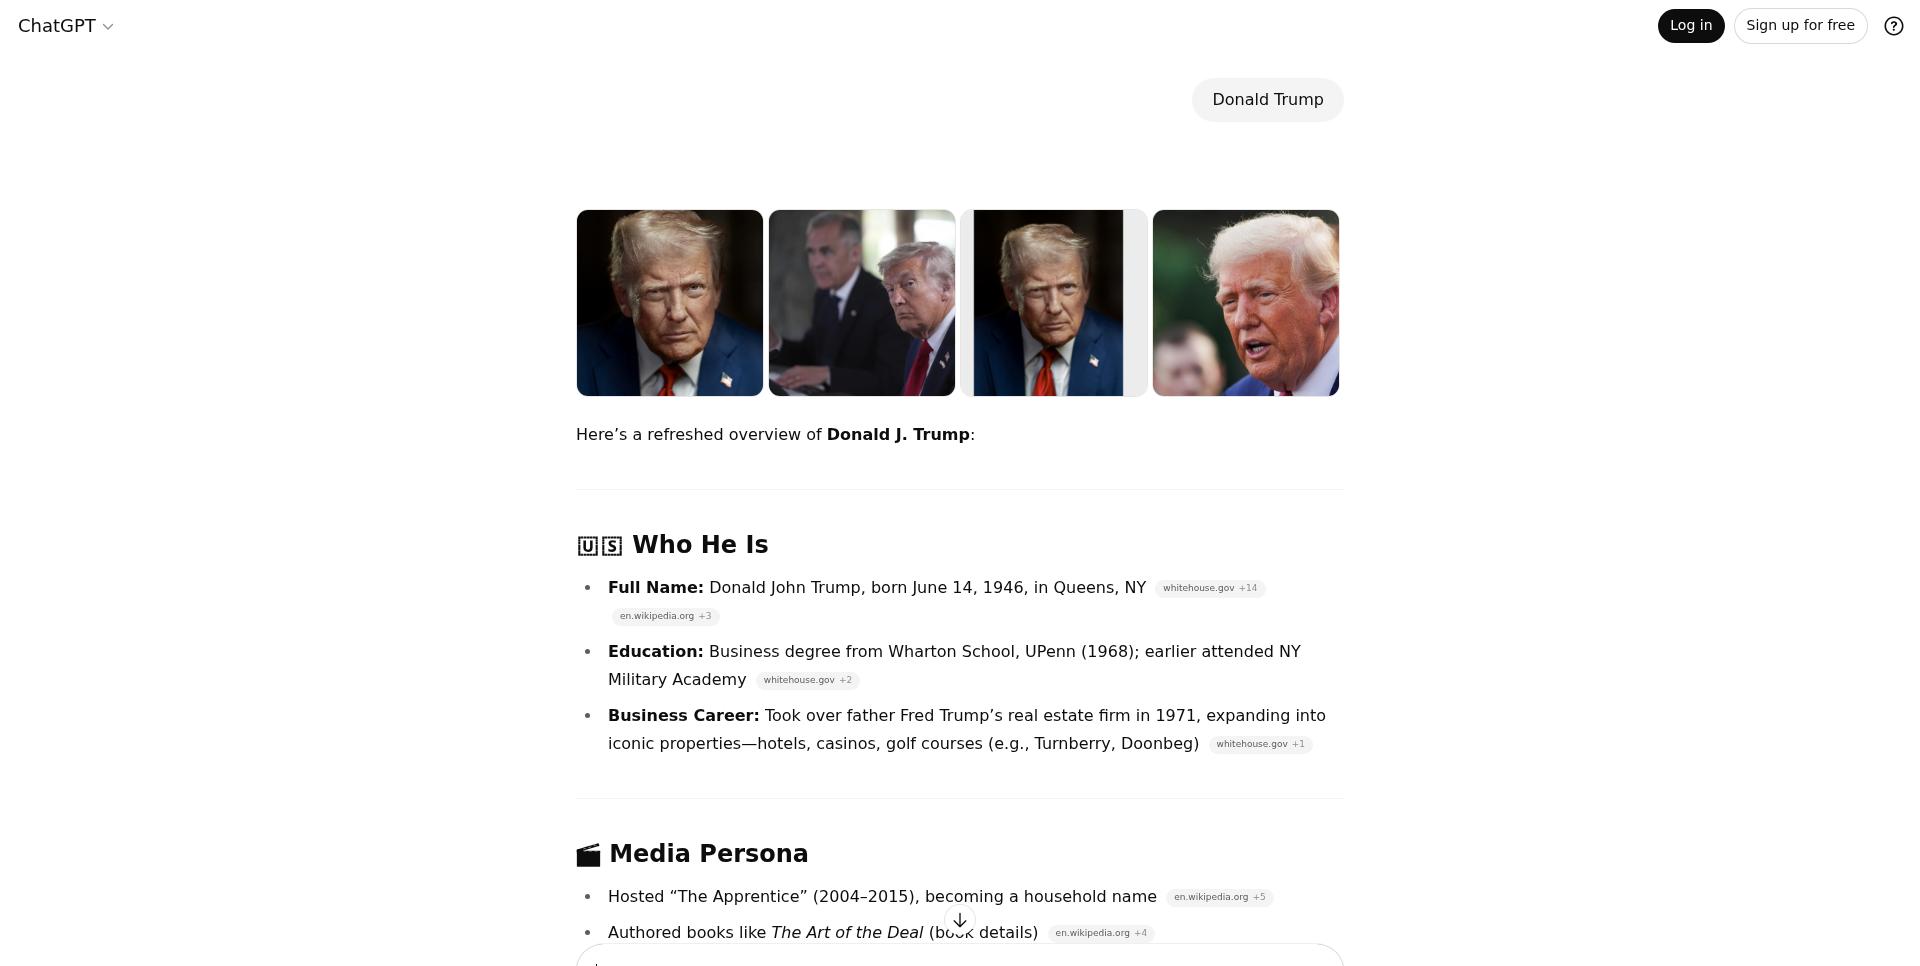 ChatGPT
Log in
Sign up for free
Donald Trump
Here’s a refreshed overview of Donald J. Trump:
🇺🇸 Who He Is
• Full Name: Donald John Trump, born June 14, 1946, in Queens, NY whitehouse.gov +14
en.wikipedia.org +3
• Education: Business degree from Wharton School, UPenn (1968); earlier attended NY
Military Academy whitehouse.gov +2
• Business Career: Took over father Fred Trump’s real estate firm in 1971, expanding into
iconic properties—hotels, casinos, golf courses (e.g., Turnberry, Doonbeg) whitehouse.gov +1
🎬 Media Persona
• Hosted “The Apprentice” (2004–2015), becoming a household name en.wikipedia.org +5
• Authored books like The Art of the Deal (book details) en.wikipedia.org +4